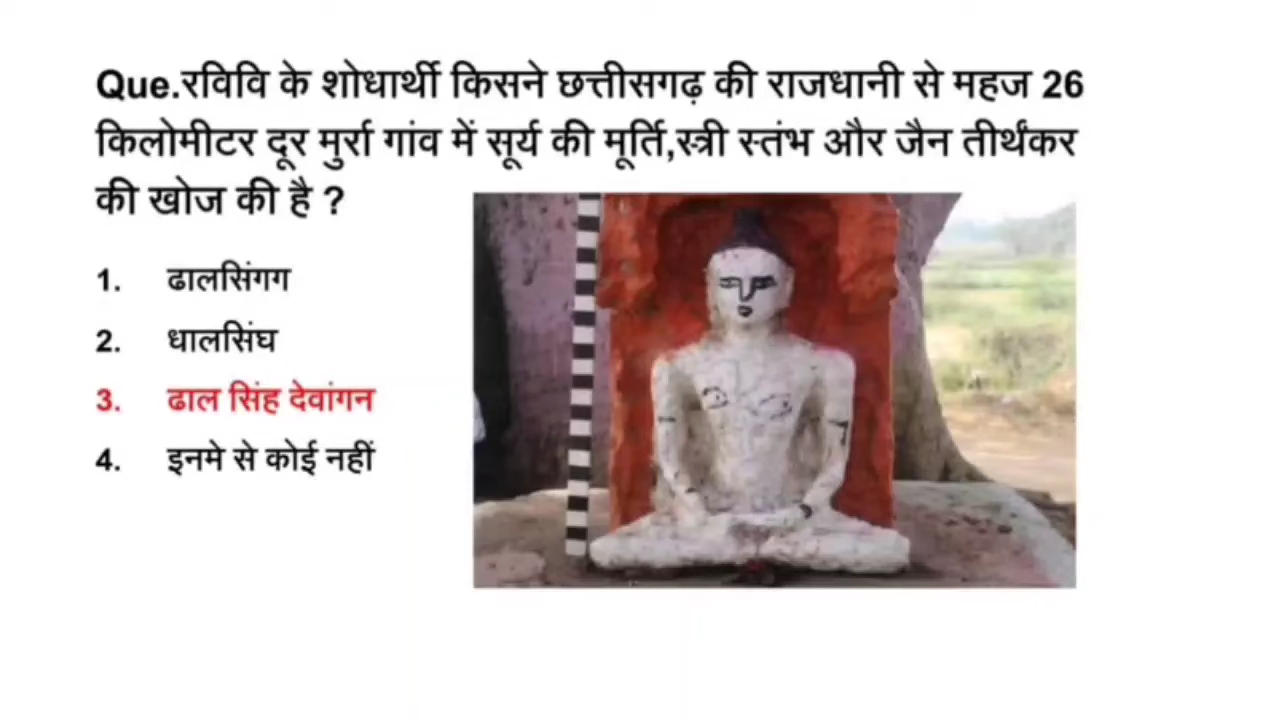 Que.रविवि के शोधार्थी किसने छत्तीसगढ़ की राजधानी से महज 26
किलोमीटर दूर मुर्रा गांव में सूर्य की मूर्ति,स्त्री स्तंभ और जैन तीर्थंकर
की खोज की है ?
1. ढालसिंगग
2. धालसिंघ
3. ढाल सिंह देवांगन
4. इनमे से कोई नहीं